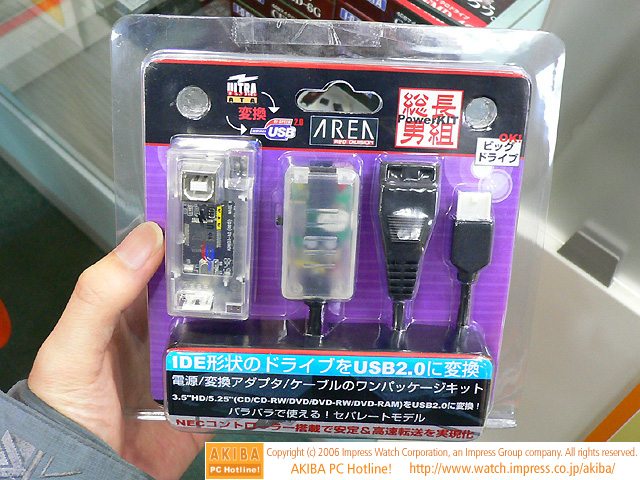 ULTRA
ATA
変換
HI-SPEED 2.0
USB
AREA
総長
PowerKIT
男組
OK!
ビッグ
ドライブ
IDE形状のドライブをUSB2.0に変換
電源/変換アダプタ/ケーブルのワンパッケージキット
3.5"HD/5.25"(CD/CD-RW/DVD/DVD-RW/DVD-RAM)をUSB2.0に変換!
バラバラで使える!セパレートモデル
NECコントローラー搭載で安定&高速転送を実現化
AKIBA
PC Hotline!
Copyright (c) 2006 Impress Watch Corporation, an Impress Group company. All rights reserved.
AKIBA PC Hotline! http://www.watch.impress.co.jp/akiba/